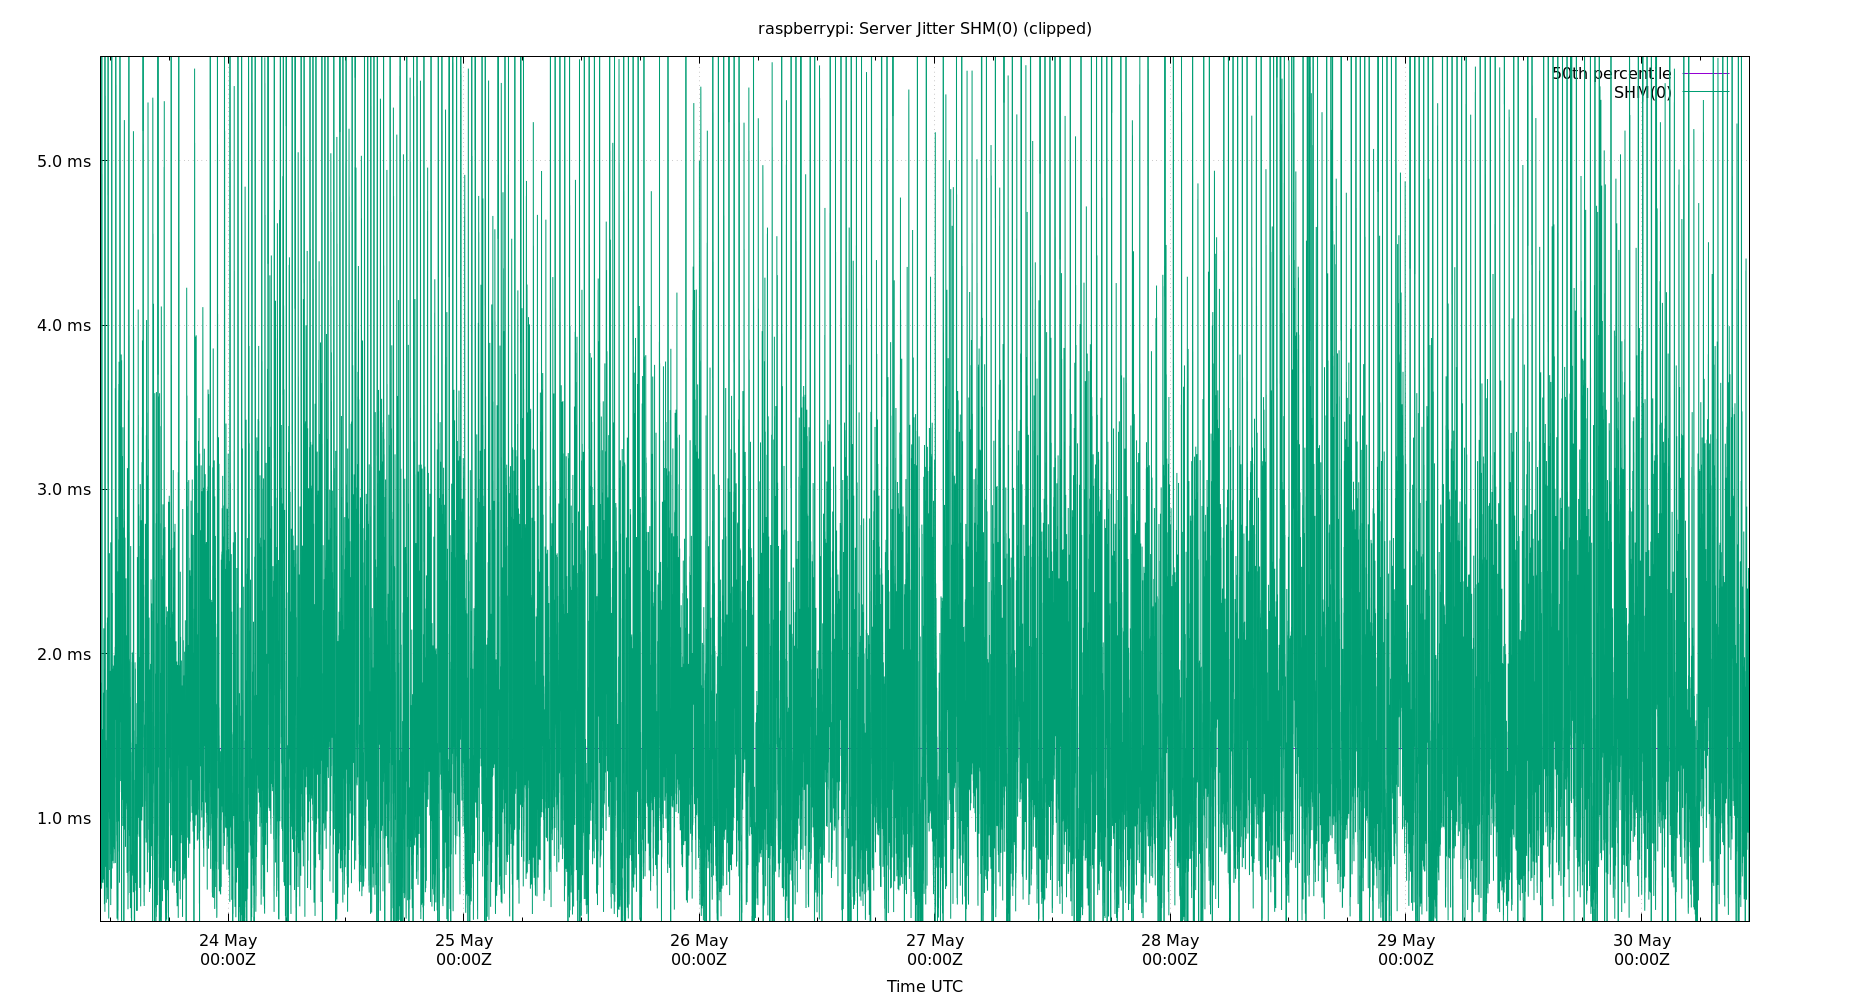 raspberrypi: Server Jitter SHM(0) (clipped)
50th percentile
SHM(0)
5.0 ms
4.0 ms
3.0 ms
2.0 ms
1.0 ms
24 May 25 May 26 May 27 May 28 May 29 May 30 May
00:00Z 00:00Z 00:00Z 00:00Z 00:00Z 00:00Z 00:00Z
Time UTC